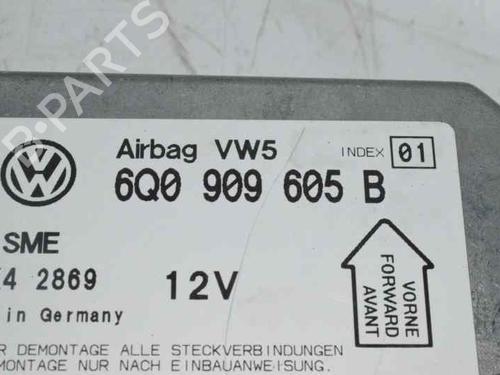 Airbag VW5 INDEX 01
6Q0 909 605 B
SME
4 2869 12V
in Germany
VORNE
FORWARD
AVANT
DEMONTAGE ALLE STECKVERBINDUNGEN
MONTAGE NUR NACH EINBAUANWEISUNG.
B-PARTS